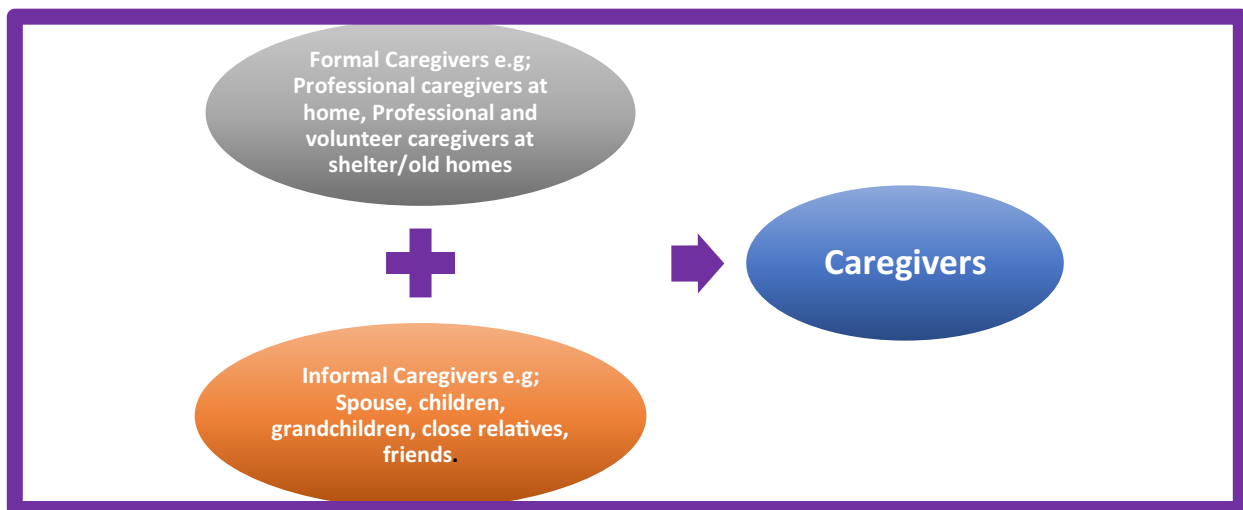 Formal Caregivers e.g;
Professional caregivers at
home, Professional and
volunteer caregivers at
shelter/old homes
Caregivers
Informal Caregivers e.g;
Spouse, children,
grandchildren, close relatives,
friends.